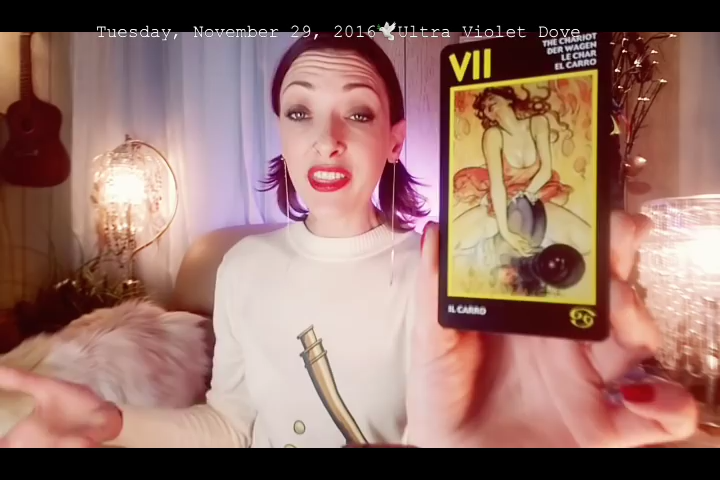 Tuesday, November 29, 2016🕊Ultra Violet Dove
VII
THE CHARIOT
DER WAGEN
LE CHAR
EL CARRO
IL CARRO